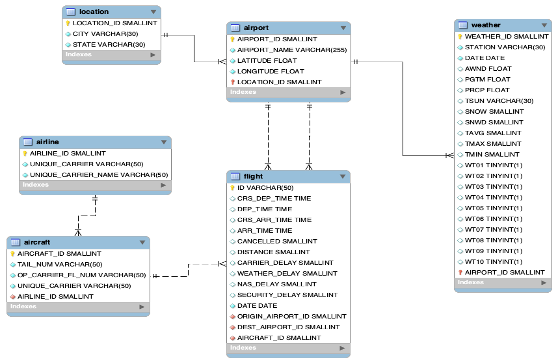 location
LOCATION_ID SMALLINT
CITY VARCHAR(30)
STATE VARCHAR(30)
Indexes
airport
AIRPORT_ID SMALLINT
AIRPORT_NAME VARCHAR(255)
LATITUDE FLOAT
LONGITUDE FLOAT
LOCATION_ID SMALLINT
Indexes
weather
WEATHER_ID SMALLINT
STATION VARCHAR(30)
DATE DATE
AWND FLOAT
PGTM FLOAT
PRCP FLOAT
TSUN VARCHAR(30)
SNOW SMALLINT
SNWD SMALLINT
TAVG SMALLINT
TMAX SMALLINT
TMIN SMALLINT
WT01 TINYINT(1)
WT02 TINYINT(1)
WT03 TINYINT(1)
WT04 TINYINT(1)
WT05 TINYINT(1)
WT06 TINYINT(1)
WT07 TINYINT(1)
WT08 TINYINT(1)
WT09 TINYINT(1)
WT10 TINYINT(1)
AIRPORT_ID SMALLINT
Indexes
airline
AIRLINE_ID SMALLINT
UNIQUE_CARRIER VARCHAR(50)
UNIQUE_CARRIER_NAME VARCHAR(50)
Indexes
aircraft
AIRCRAFT_ID SMALLINT
TAIL_NUM VARCHAR(50)
OP_CARRIER_FL_NUM VARCHAR(50)
UNIQUE_CARRIER VARCHAR(50)
AIRLINE_ID SMALLINT
Indexes
flight
ID VARCHAR(50)
CRS_DEP_TIME TIME
DEP_TIME TIME
CRS_ARR_TIME TIME
ARR_TIME TIME
CANCELLED SMALLINT
DISTANCE SMALLINT
CARRIER_DELAY SMALLINT
WEATHER_DELAY SMALLINT
NAS_DELAY SMALLINT
SECURITY_DELAY SMALLINT
DATE DATE
ORIGIN_AIRPORT_ID SMALLINT
DEST_AIRPORT_ID SMALLINT
AIRCRAFT_ID SMALLINT
Indexes